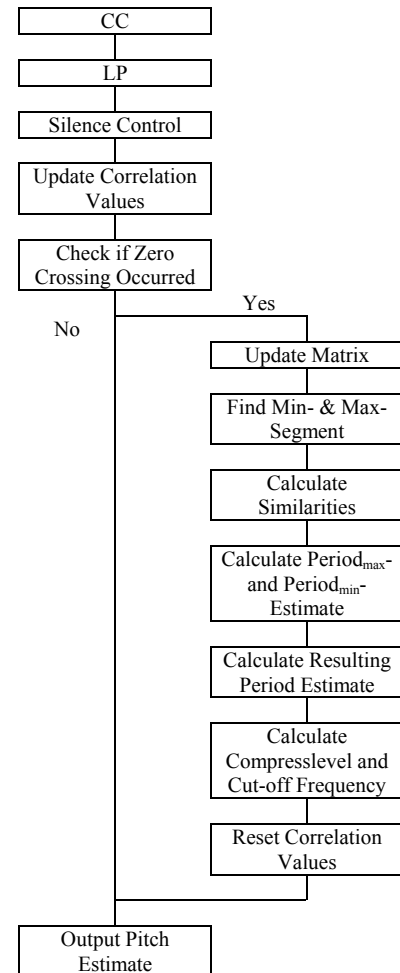 CC
LP
Silence Control
Update Correlation
Values
Check if Zero
Crossing Occurred
Yes
No
Update Matrix
Find Min- & Max-
Segment
Calculate
Similarities
Calculate Periodmax-
and Periodmin-
Estimate
Calculate Resulting
Period Estimate
Calculate
Compresslevel and
Cut-off Frequency
Reset Correlation
Values
Output Pitch
Estimate